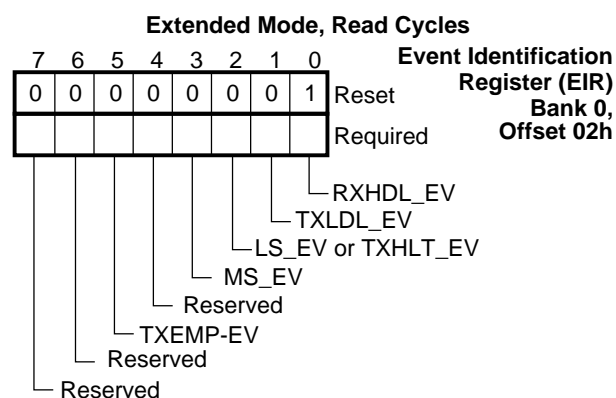 Extended Mode, Read Cycles
Event Identification
Register (EIR)
Bank 0,
Offset 02h
7 6 5 4 3 2 1 0
0 0 0 0 0 0 0 1 Reset
Required
RXHDL_EV
TXLDL_EV
LS_EV or TXHLT_EV
MS_EV
Reserved
TXEMP-EV
Reserved
Reserved